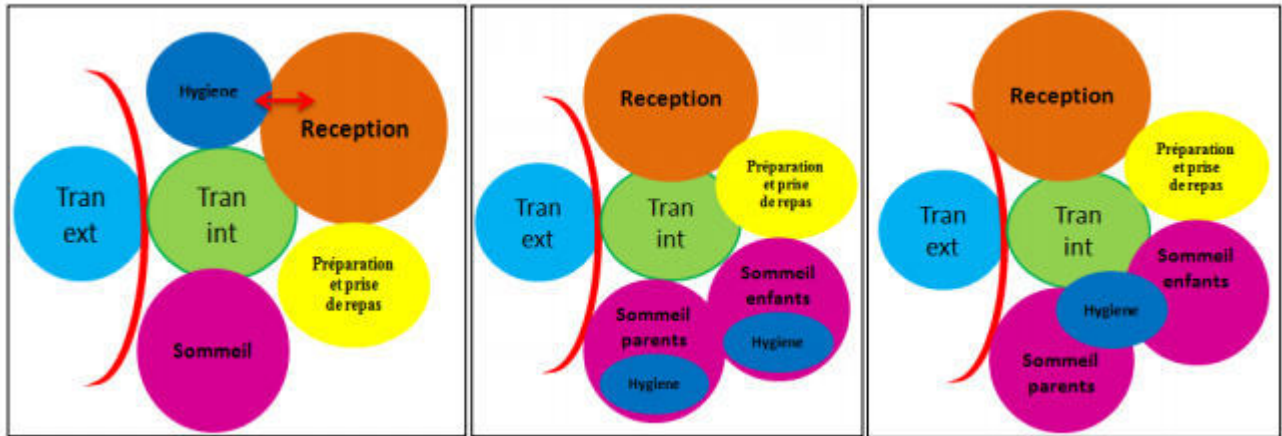 Hygiene
Reception
Tran
ext
Tran
int
Préparation
et prise
de repas
Sommeil
Reception
Préparation
et prise
de repas
Tran
ext
Tran
int
Sommeil
enfants
Hygiene
Sommeil
parents
Hygiene
Reception
Préparation
et prise
de repas
Tran
ext
Tran
int
Sommeil
enfants
Hygiene
Sommeil
parents